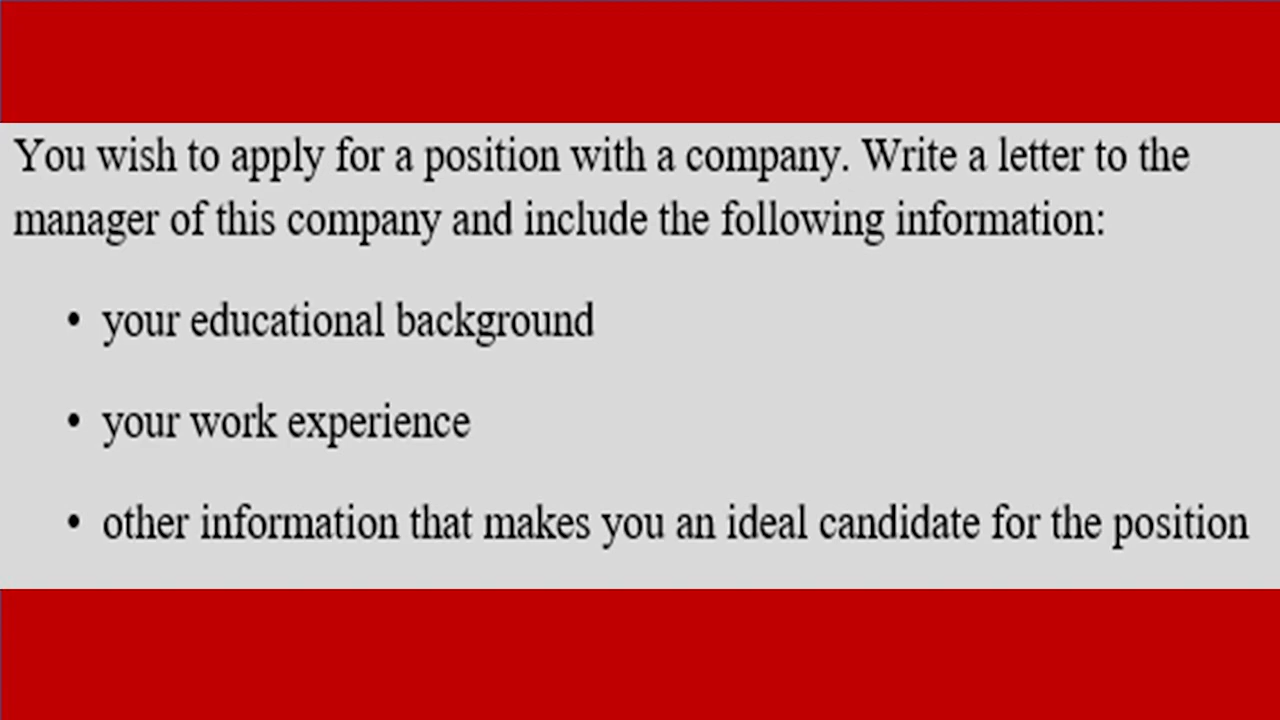 You wish to apply for a position with a company. Write a letter to the
manager of this company and include the following information:
• your educational background
• your work experience
• other information that makes you an ideal candidate for the position